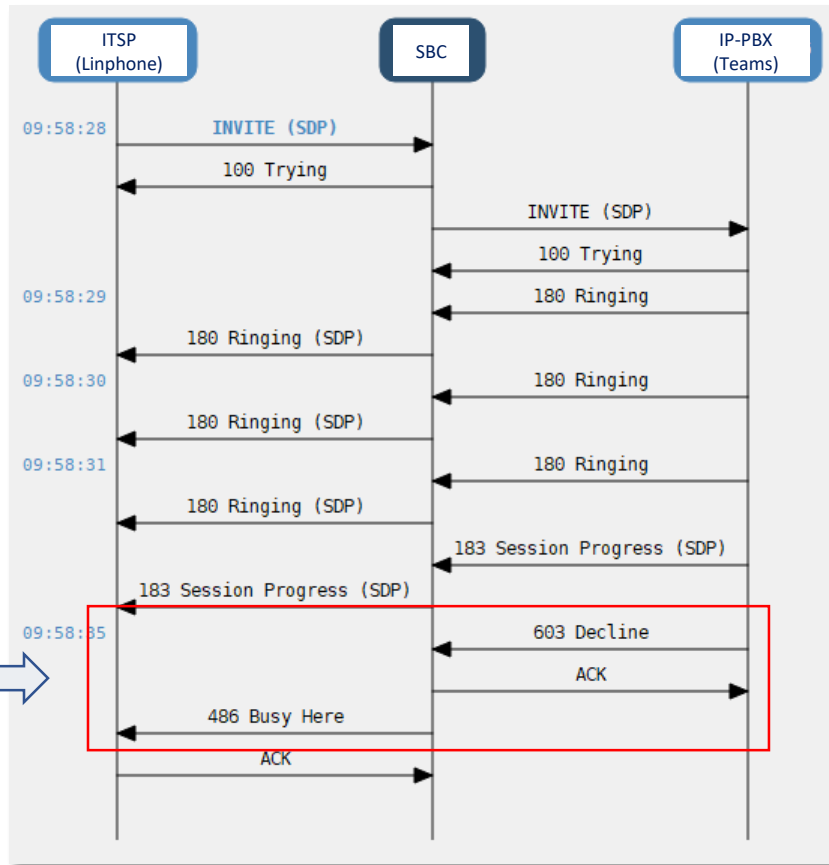 ITSP
(Linphone)
SBC
IP-PBX
(Teams)
09:58:28
INVITE (SDP)
100 Trying
INVITE (SDP)
100 Trying
09:58:29
180 Ringing
180 Ringing (SDP)
09:58:30
180 Ringing
180 Ringing (SDP)
09:58:31
180 Ringing
180 Ringing (SDP)
183 Session Progress (SDP)
183 Session Progress (SDP)
09:58:35
603 Decline
ACK
486 Busy Here
ACK